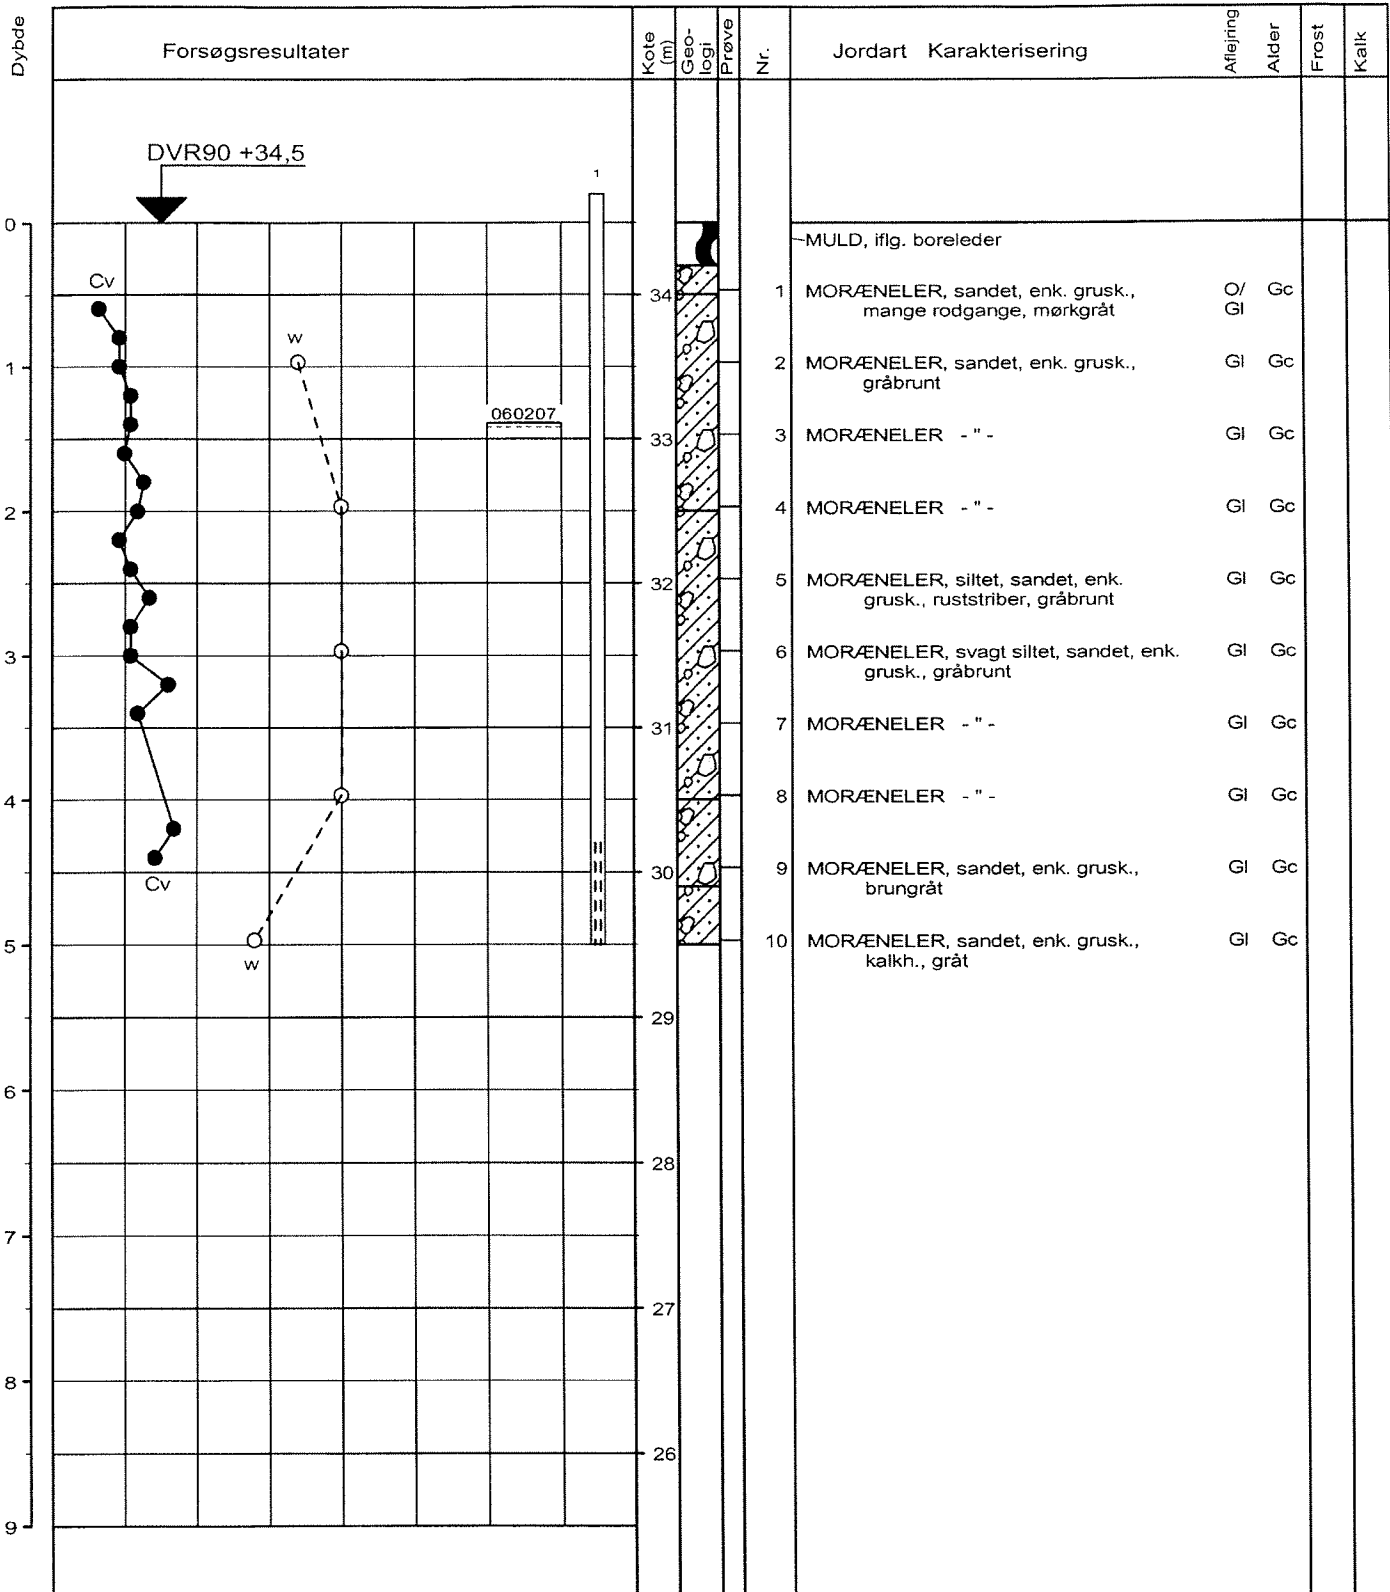 Dybde
Forsøgsresultater
Kote (m)
Geo-
logi
Prøve
Nr.
Jordart Karakterisering
Aflejring
Alder
Frost
Kalk
DVR90 +34,5
1
0
MULD, iflg. boreleder
Cv
34
1 MORÆNELER, sandet, enk. grusk., O/ Gc
mange rodgange, mørkgråt Gl
w
1
2 MORÆNELER, sandet, enk. grusk., Gl Gc
gråbrunt
060207
33
3 MORÆNELER - " - Gl Gc
2
4 MORÆNELER - " - Gl Gc
32
5 MORÆNELER, siltet, sandet, enk. Gl Gc
grusk., ruststriber, gråbrunt
3
6 MORÆNELER, svagt siltet, sandet, enk. Gl Gc
grusk., gråbrunt
31
7 MORÆNELER - " - Gl Gc
4
8 MORÆNELER - " - Gl Gc
30
9 MORÆNELER, sandet, enk. grusk., Gl Gc
brungråt
Cv
5
10 MORÆNELER, sandet, enk. grusk., Gl Gc
kalkh., gråt
w
29
6
28
7
27
8
26
9